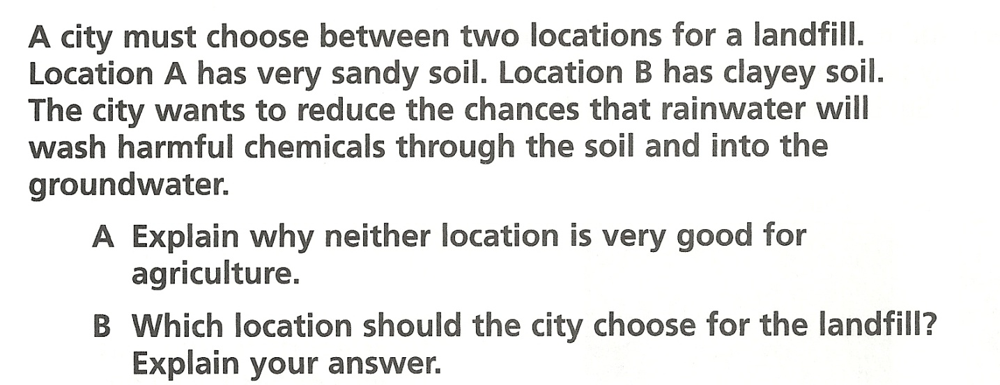 A city must choose between two locations for a landfill.
Location A has very sandy soil. Location B has clayey soil.
The city wants to reduce the chances that rainwater will
wash harmful chemicals through the soil and into the
groundwater.
A Explain why neither location is very good for
agriculture.
B Which location should the city choose for the landfill?
Explain your answer.